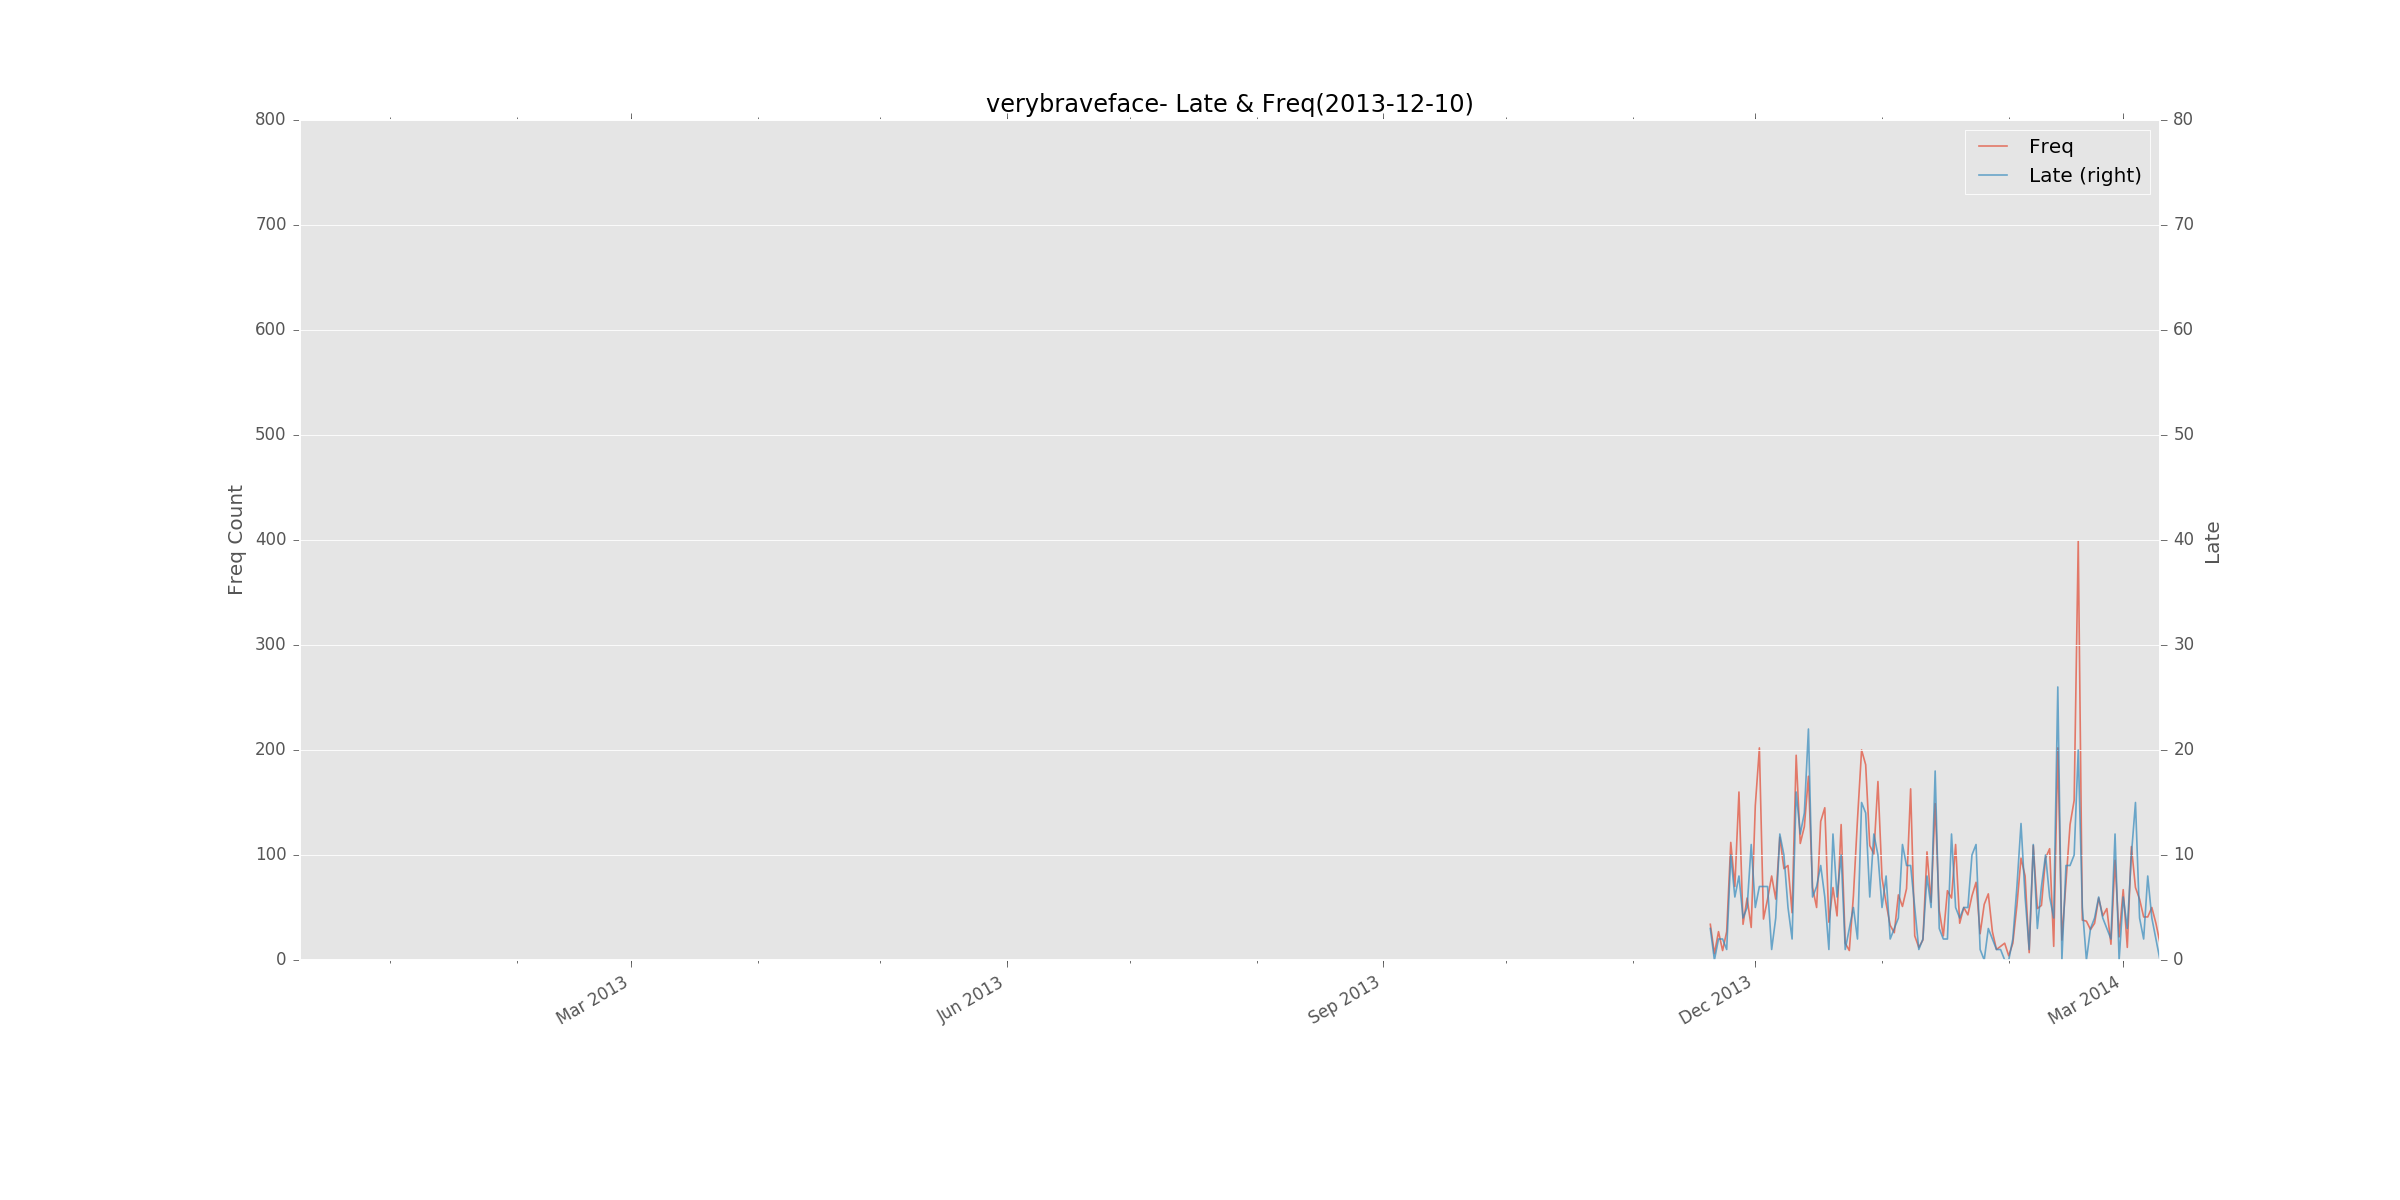 verybraveface- Late & Freq(2013-12-10)
800
700
600
500
400
300
200
100
0
Freq Count
80
70
60
50
40
30
20
10
0
Late
Freq
Late (right)
Mar 2013
Jun 2013
Sep 2013
Dec 2013
Mar 2014